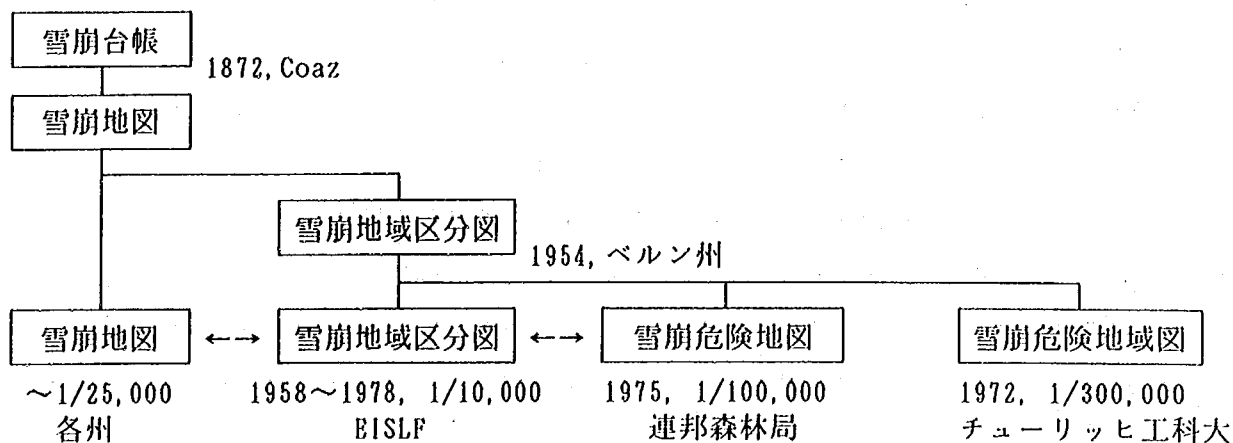 雪崩台帳
1872, Coaz
雪崩地図
雪崩地域区分図
1954, ベルン州
雪崩地図 ←→ 雪崩地域区分図 ←→ 雪崩危険地図 雪崩危険地域図
～1/25,000 1958～1978, 1/10,000 1975, 1/100,000 1972, 1/300,000
各州 EISLF 連邦森林局 チューリッヒ工科大